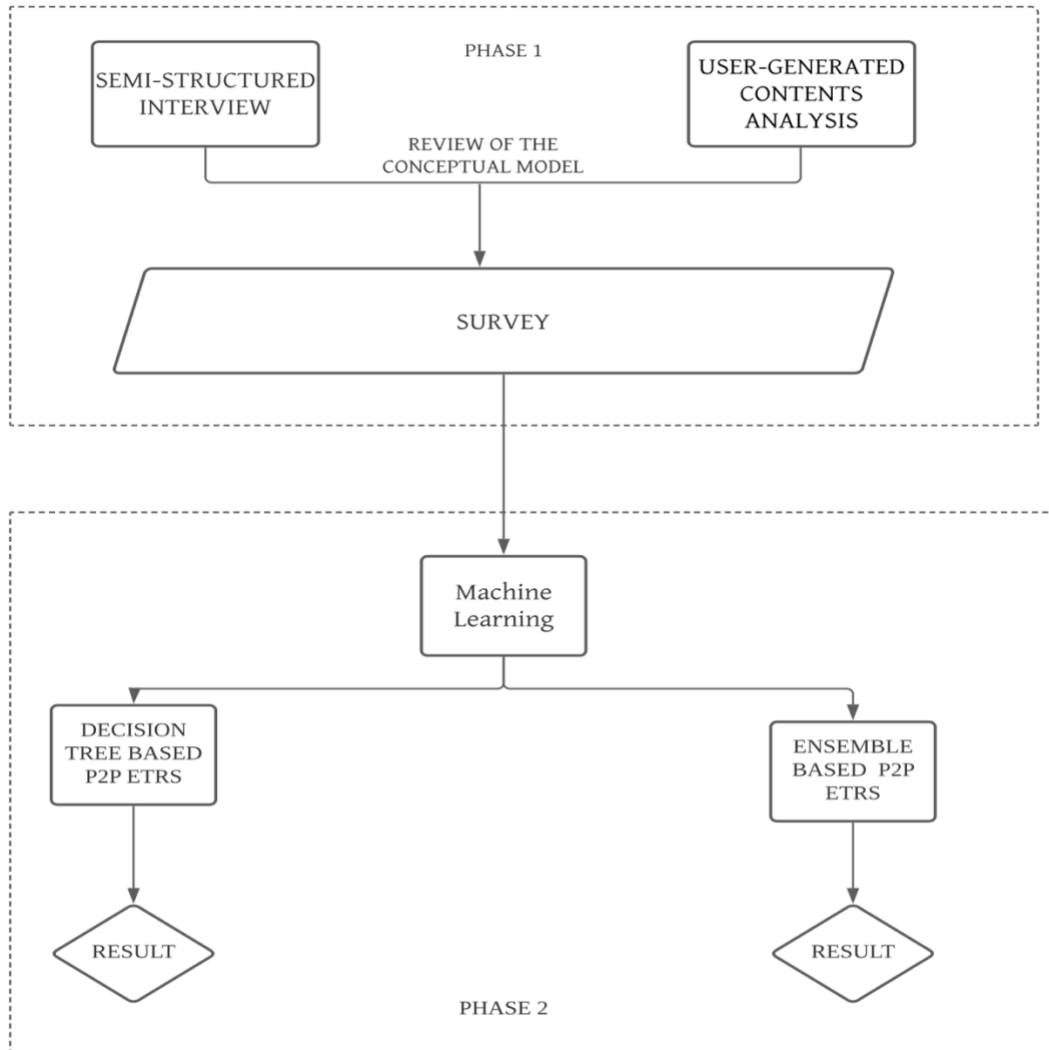 PHASE 1
SEMI-STRUCTURED
INTERVIEW
USER-GENERATED
CONTENTS
ANALYSIS
REVIEW OF THE
CONCEPTUAL MODEL
SURVEY
Machine
Learning
DECISION
TREE BASED
P2P ETRS
ENSEMBLE
BASED P2P
ETRS
RESULT
RESULT
PHASE 2